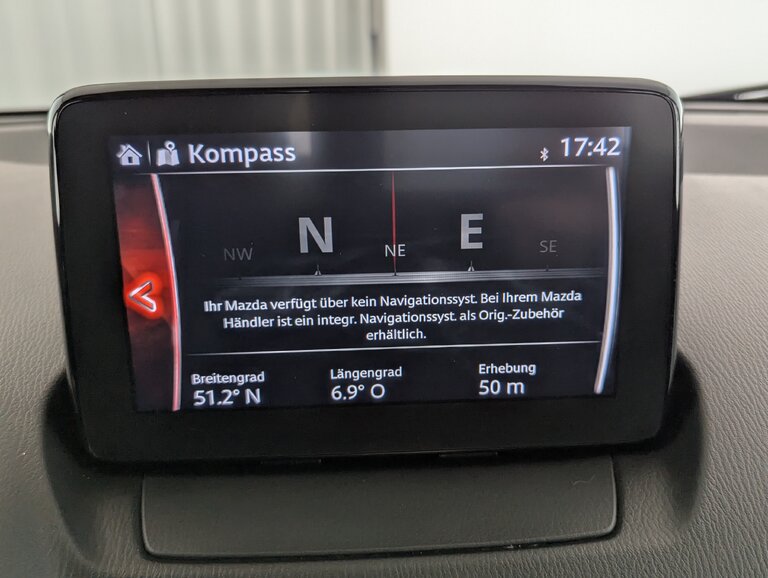 Kompass 17:42
NW N NE E SE
Ihr Mazda verfügt über kein Navigationssyst. Bei Ihrem Mazda
Händler ist ein integr. Navigationssyst. als Orig.-Zubehör
erhältlich.
Breitengrad Längengrad Erhebung
51.2° N 6.9° O 50 m